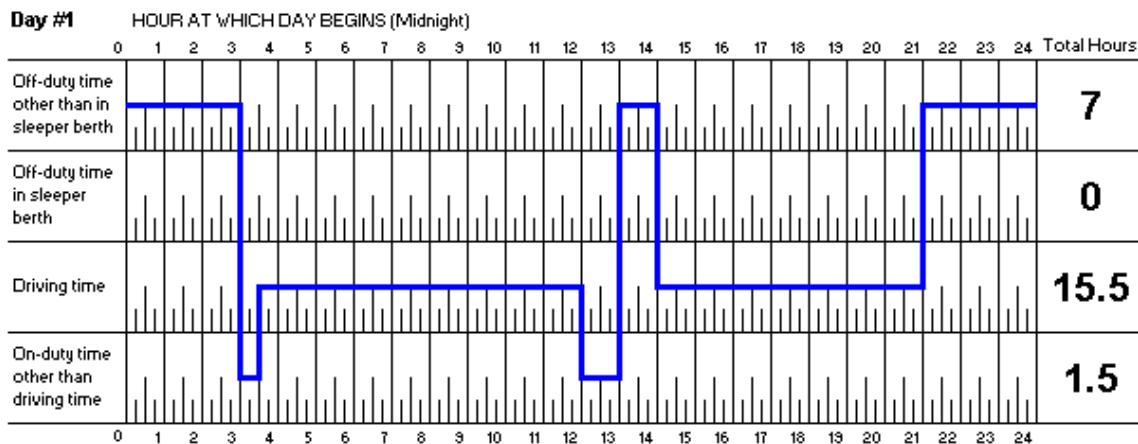 Day #1 HOUR AT WHICH DAY BEGINS (Midnight)
0 1 2 3 4 5 6 7 8 9 10 11 12 13 14 15 16 17 18 19 20 21 22 23 24 Total Hours
Off-duty time
other than in
sleeper berth
7
Off-duty time
in sleeper
berth
0
Driving time 15.5
On-duty time
other than
driving time
1.5
0 1 2 3 4 5 6 7 8 9 10 11 12 13 14 15 16 17 18 19 20 21 22 23 24